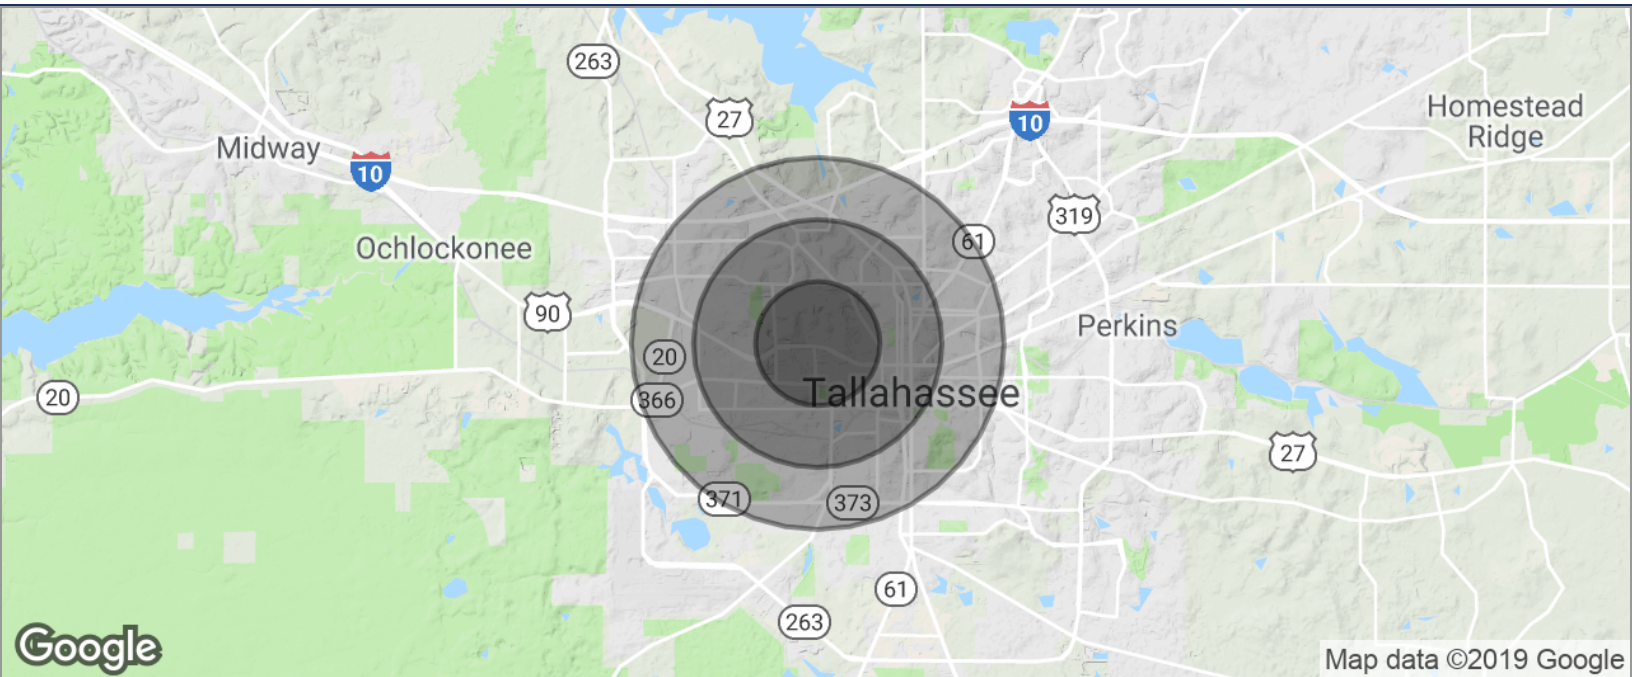 263
27
10
Homestead
Ridge
Midway
10
319
61
Ochlockonee
90
Perkins
20
20
366
Tallahassee
27
371
373
61
263
Google
Map data ©2019 Google